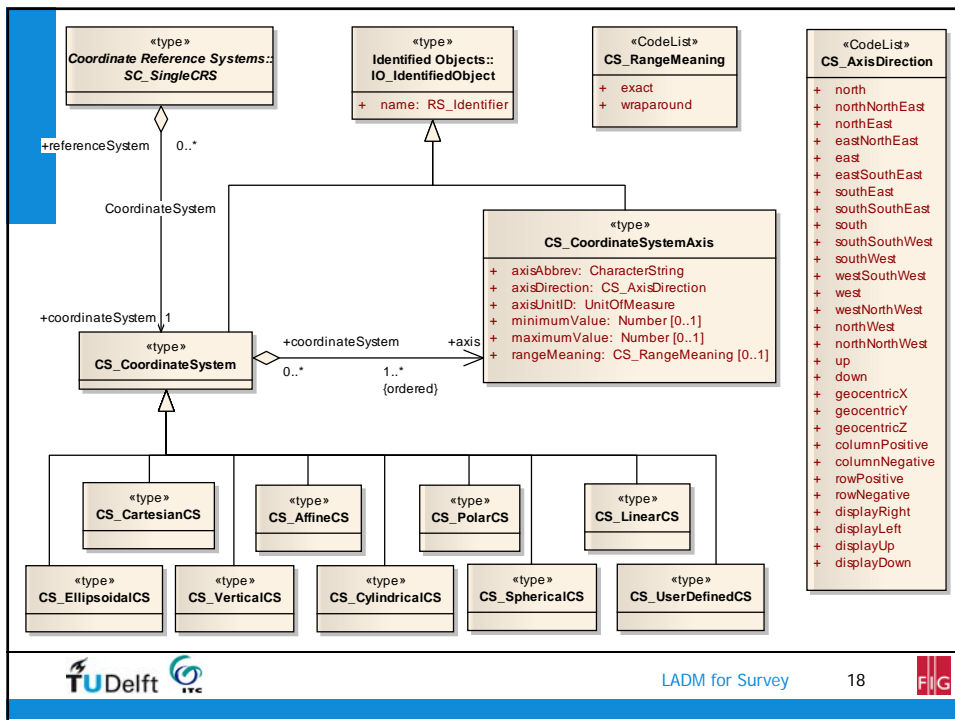 «type»
Coordinate Reference Systems::
SC_SingleCRS
«type»
Identified Objects::
IO_IdentifiedObject
+ name: RS_Identifier
«CodeList»
CS_RangeMeaning
+ exact
+ wraparound
«CodeList»
CS_AxisDirection
+ north
+ northNorthEast
+ northEast
+ eastNorthEast
+ east
+ eastSouthEast
+ southEast
+ southSouthEast
+ south
+ southSouthWest
+ southWest
+ westSouthWest
+ west
+ westNorthWest
+ northWest
+ northNorthWest
+ up
+ down
+ geocentricX
+ geocentricY
+ geocentricZ
+ columnPositive
+ columnNegative
+ rowPositive
+ rowNegative
+ displayRight
+ displayLeft
+ displayUp
+ displayDown
+referenceSystem 0..*
CoordinateSystem
+coordinateSystem 1
«type»
CS_CoordinateSystemAxis
+ axisAbbrev: CharacterString
+ axisDirection: CS_AxisDirection
+ axisUnitID: UnitOfMeasure
+ minimumValue: Number [0..1]
+ maximumValue: Number [0..1]
+ rangeMeaning: CS_RangeMeaning [0..1]
«type»
CS_CoordinateSystem
+coordinateSystem +axis
0..* 1..*
{ordered}
«type»
CS_CartesianCS
«type»
CS_AffineCS
«type»
CS_PolarCS
«type»
CS_LinearCS
«type»
CS_EllipsoidalCS
«type»
CS_VerticalCS
«type»
CS_CylindricalCS
«type»
CS_SphericalCS
«type»
CS_UserDefinedCS
TUDelft ITC LADM for Survey 18 FIG